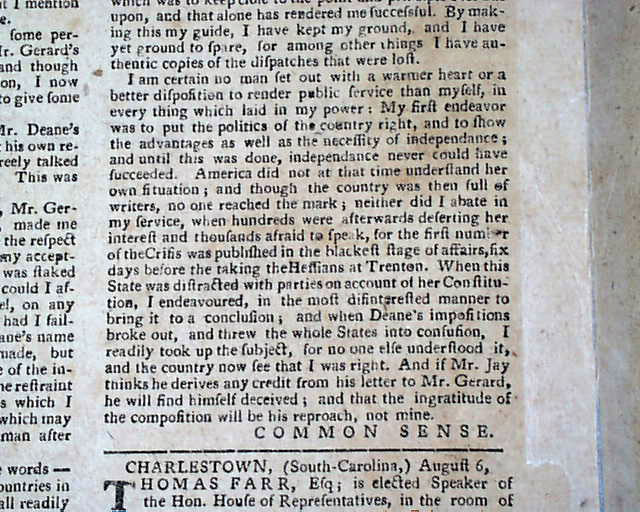 t I mention
e.
some per-
Mr. Gerard's
and though
on, I now
to give some
Mr. Deane's
his own re-
reely talked
This was
, Mr. Ger-
, made me
the reſpect
my accept-
was ſtaked
could I af-
el, on any
had I fail-
ane's name
made, but
e of the in-
he reſtraint
s which I
which may
man after
e words —
ountries in
all readily
upon, and that alone has rendered me ſucceſsful. By mak-
ing this my guide, I have kept my ground, and I have
yet ground to ſpare, for among other things I have au-
thentic copies of the diſpatches that were loſt.
I am certain no man ſet out with a warmer heart or a
better diſpoſition to render public ſervice than myſelf, in
every thing which laid in my power: My firſt endeavor
was to put the politics of the country right, and to ſhow
the advantages as well as the neceſſity of independance;
and until this was done, independance never could have
ſucceeded. America did not at that time underſtand her
own ſituation; and though the country was then full of
writers, no one reached the mark; neither did I abate in
my ſervice, when hundreds were afterwards deſerting her
intereſt and thouſands afraid to ſpeak, for the firſt number
of the Criſis was publiſhed in the blackeſt ſtage of affairs, ſix
days before the taking the Heſſians at Trenton. When this
State was diſtracted with parties on account of her Conſtitu-
tion, I endeavoured, in the moſt diſintereſted manner to
bring it to a concluſion; and when Deane's impoſitions
broke out, and threw the whole States into confuſion, I
readily took up the ſubject, for no one elſe underſtood it,
and the country now ſee that I was right. And if Mr. Jay
thinks he derives any credit from his letter to Mr. Gerard,
he will find himſelf deceived; and that the ingratitude of
the compoſition will be his reproach, not mine.
COMMON SENSE.
CHARLESTOWN, (South-Carolina,) Auguſt 6,
THOMAS FARR, Eſq; is elected Speaker of
the Hon. Houſe of Repreſentatives, in the room of